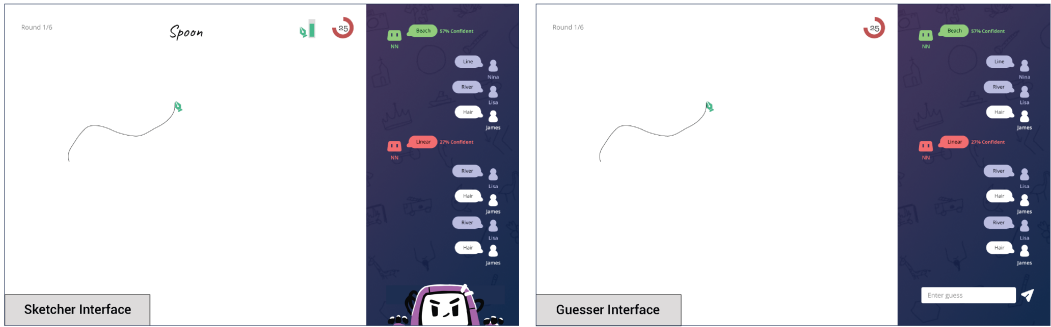 Round 1/6
Spoon
25
Beach 57% Confident
NN
Line
Nina
River
Lisa
Hair
James
Linear 27% Confident
NN
River
Lisa
Hair
James
River
Lisa
Hair
James
Sketcher Interface
Round 1/6
25
Beach 57% Confident
NN
Line
Nina
River
Lisa
Hair
James
Linear 27% Confident
NN
River
Lisa
Hair
James
River
Lisa
Hair
James
Enter guess
Guesser Interface